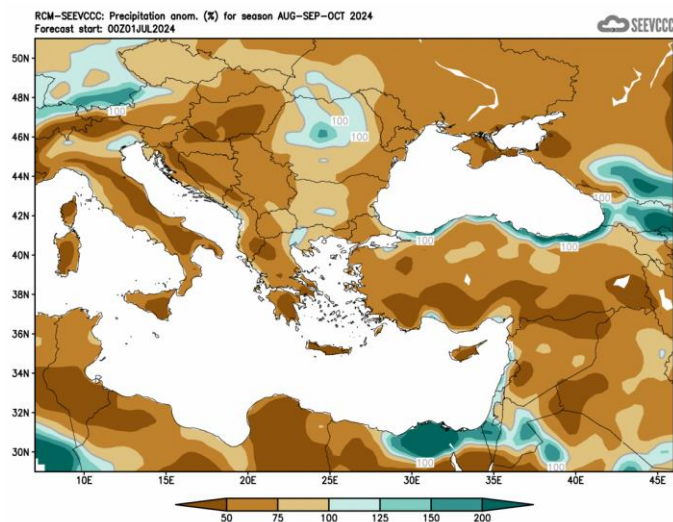 RCM-SEEVCCC: Precipitation anom. (%) for season AUG-SEP-OCT 2024
Forecast start: 00Z01JUL2024
SEEVCCC
50N
48N
46N
44N
42N
40N
38N
36N
34N
32N
30N
100
100
100
100
100
100
100
100
100
10E
15E
20E
25E
30E
35E
40E
45E
50 75 100 125 150 200